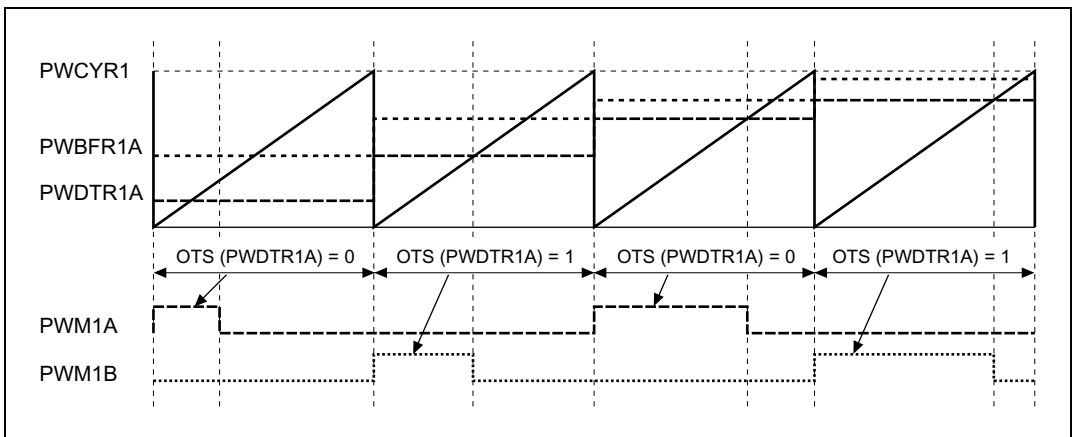 PWCYR1
PWBFR1A
PWDTR1A
OTS (PWDTR1A) = 0 OTS (PWDTR1A) = 1 OTS (PWDTR1A) = 0 OTS (PWDTR1A) = 1
PWM1A
PWM1B